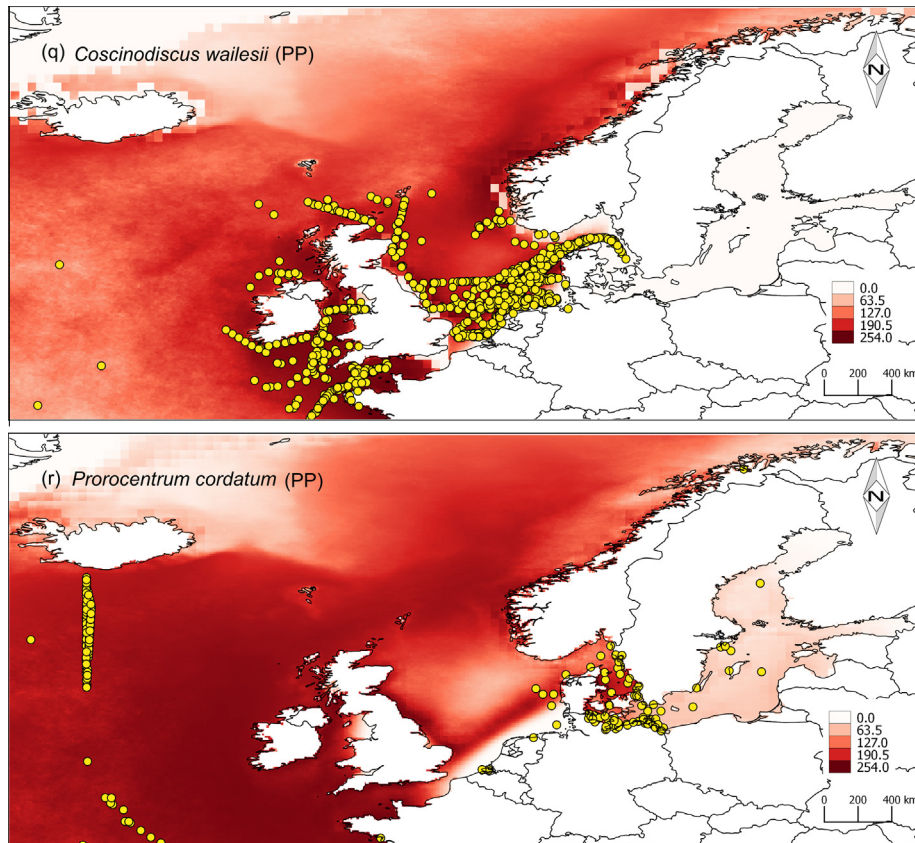 (q) Coscinodiscus wailesii (PP)
N
0.0
63.5
127.0
190.5
254.0
0 200 400 km
(r) Prorocentrum cordatum (PP)
N
0.0
63.5
127.0
190.5
254.0
0 200 400 km